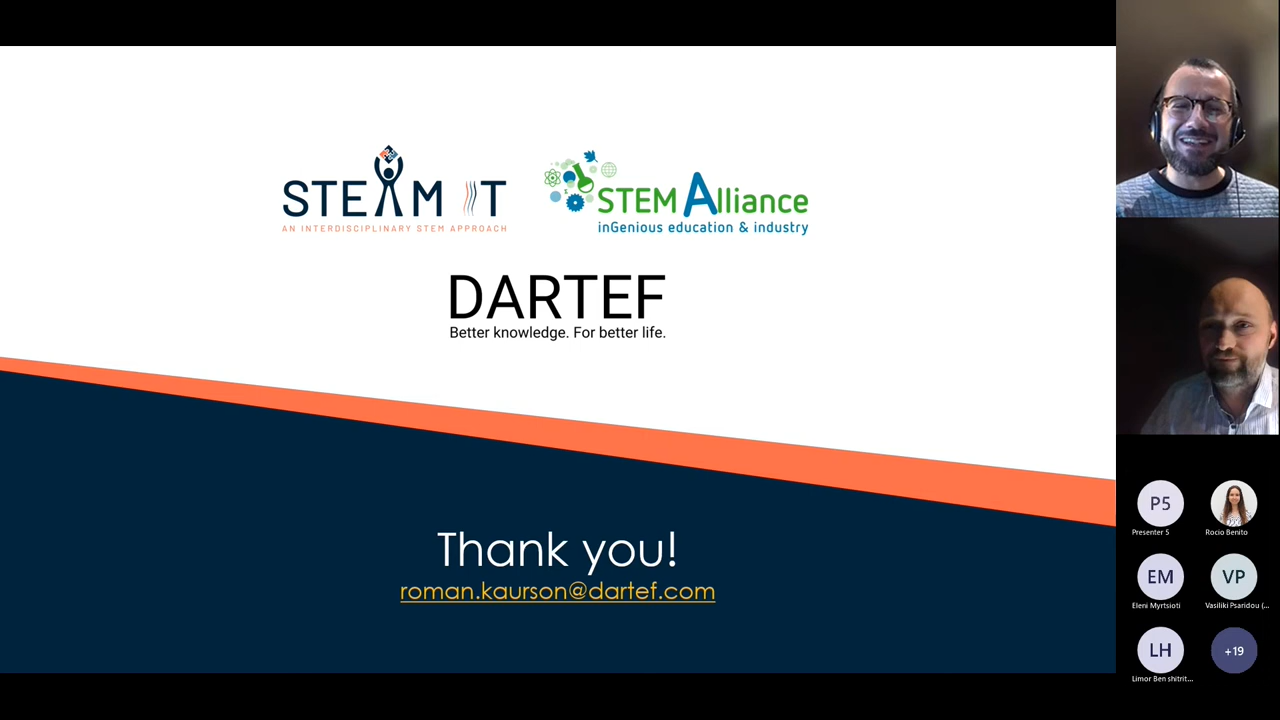 STEAM IT
AN INTERDISCIPLINARY STEM APPROACH
STEM Alliance
inGenious education & industry
DARTEF
Better knowledge. For better life.
Thank you!
roman.kaurson@dartef.com
P5
Presenter 5
Rocio Benito
EM
Eleni Myrtsioti
VP
Vasiliki Psaridou (...
LH
Limor Ben shitrit...
+19